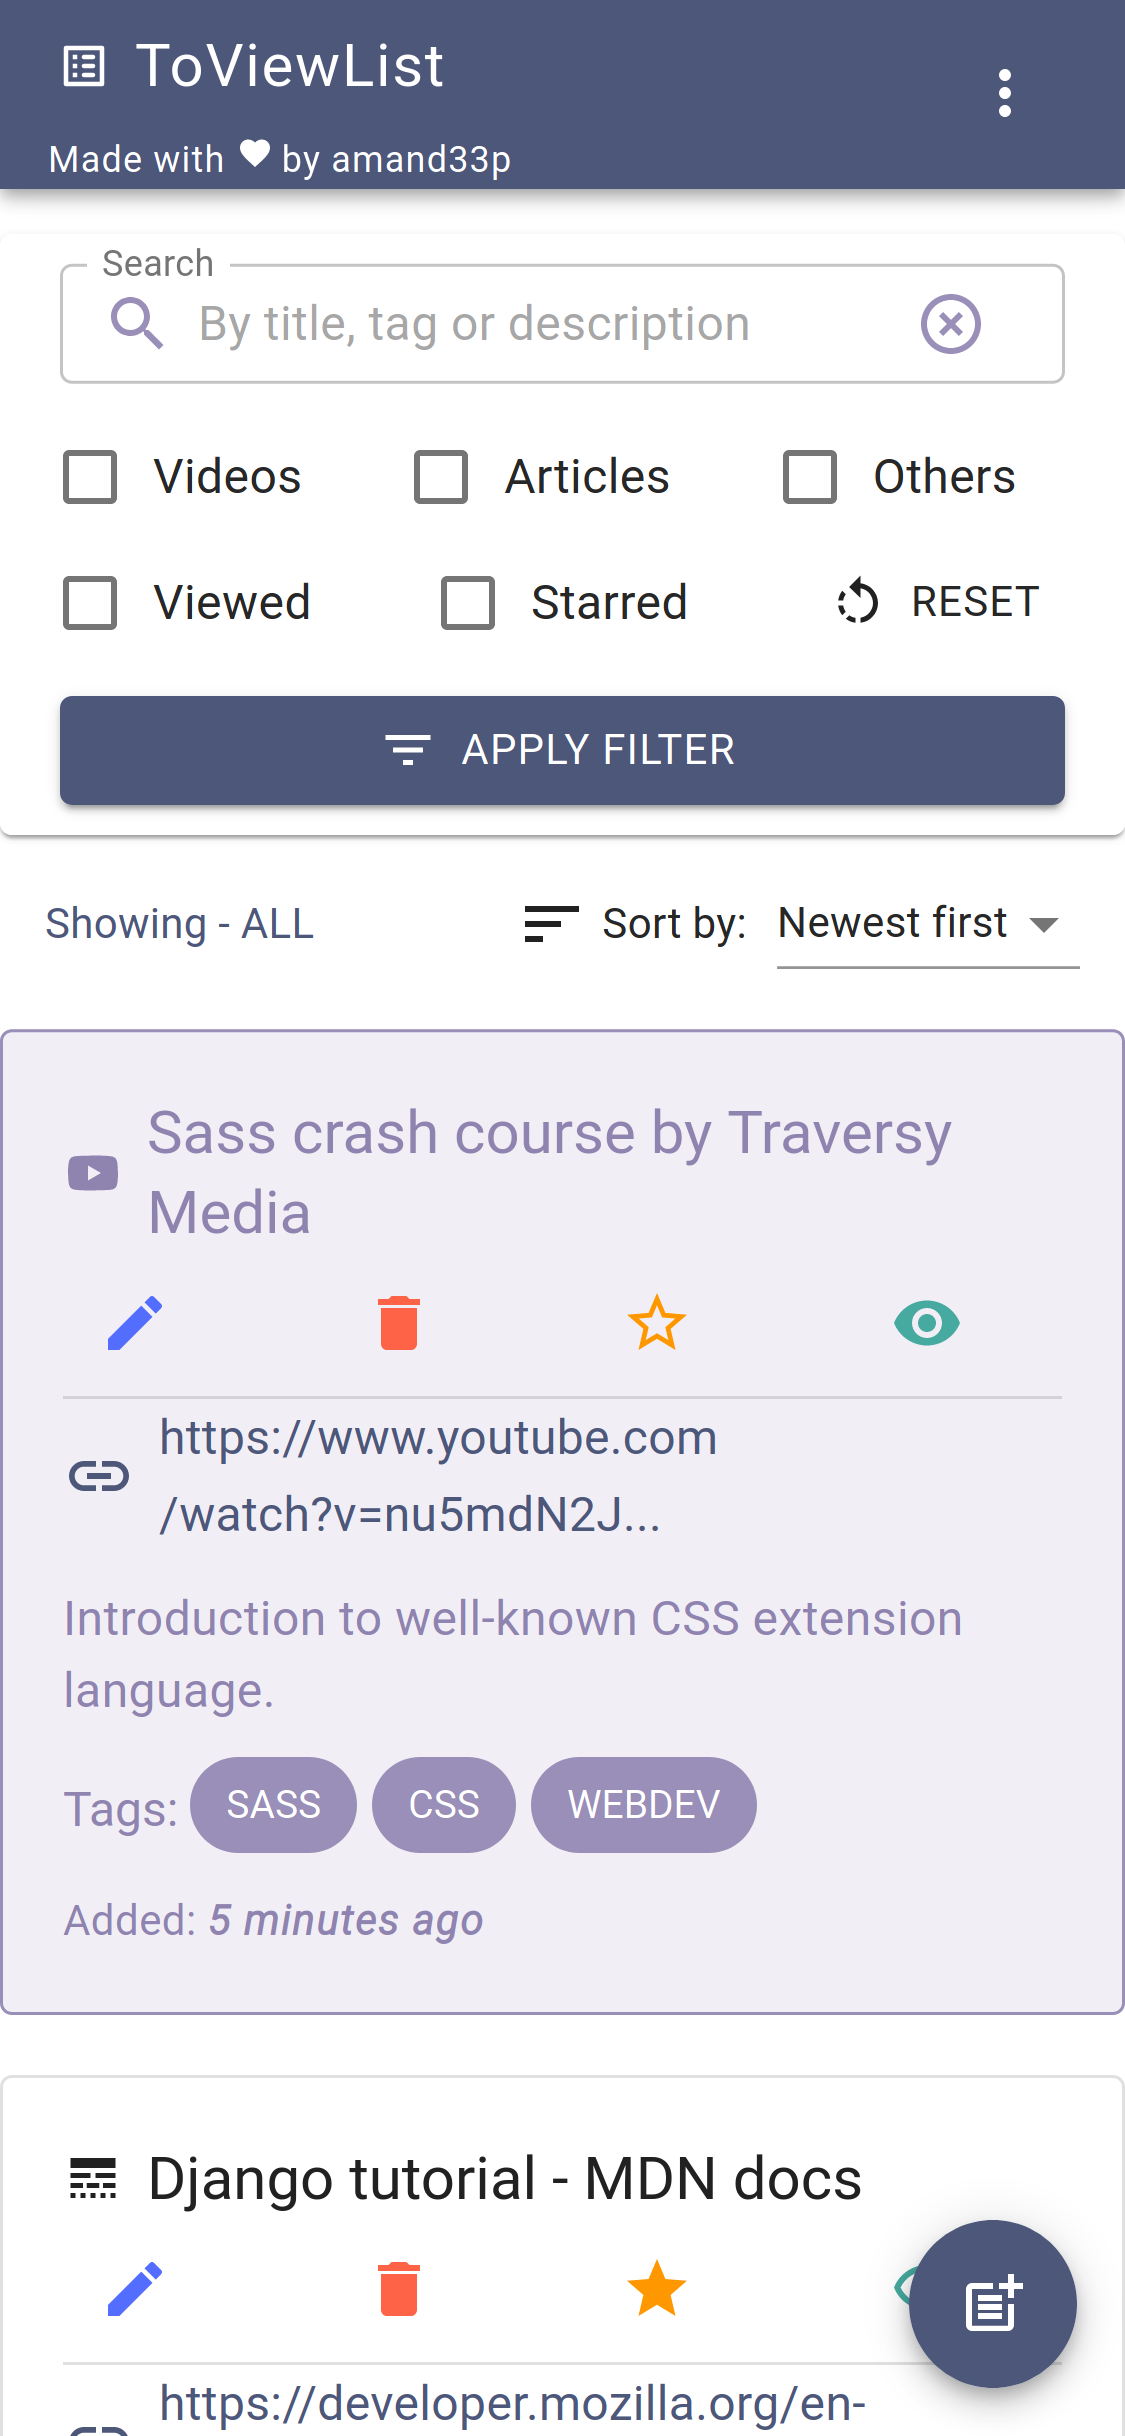 ToViewList
Made with by amand33p
Search
By title, tag or description
Videos Articles Others
Viewed Starred RESET
APPLY FILTER
Showing - ALL Sort by: Newest first
Sass crash course by Traversy
Media
https://www.youtube.com
/watch?v=nu5mdN2J...
Introduction to well-known CSS extension
language.
Tags: SASS CSS WEBDEV
Added: 5 minutes ago
Django tutorial - MDN docs
https://developer.mozilla.org/en-